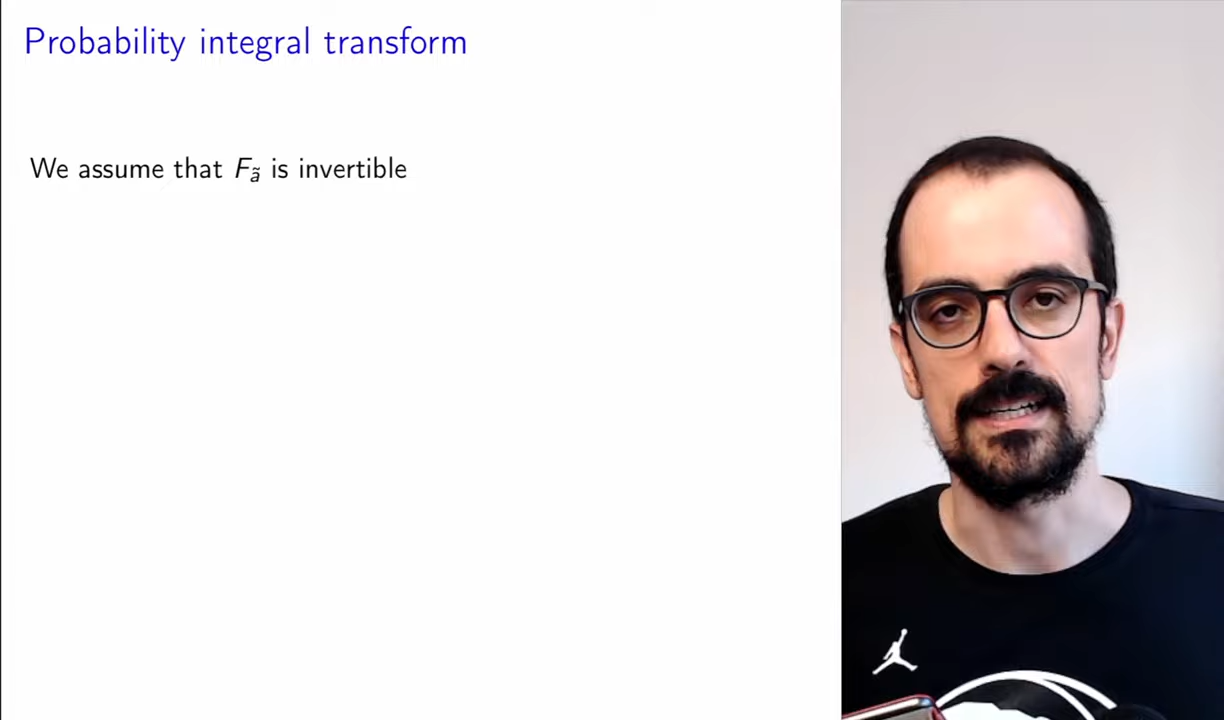 Probability integral transform
We assume that F_ã is invertible